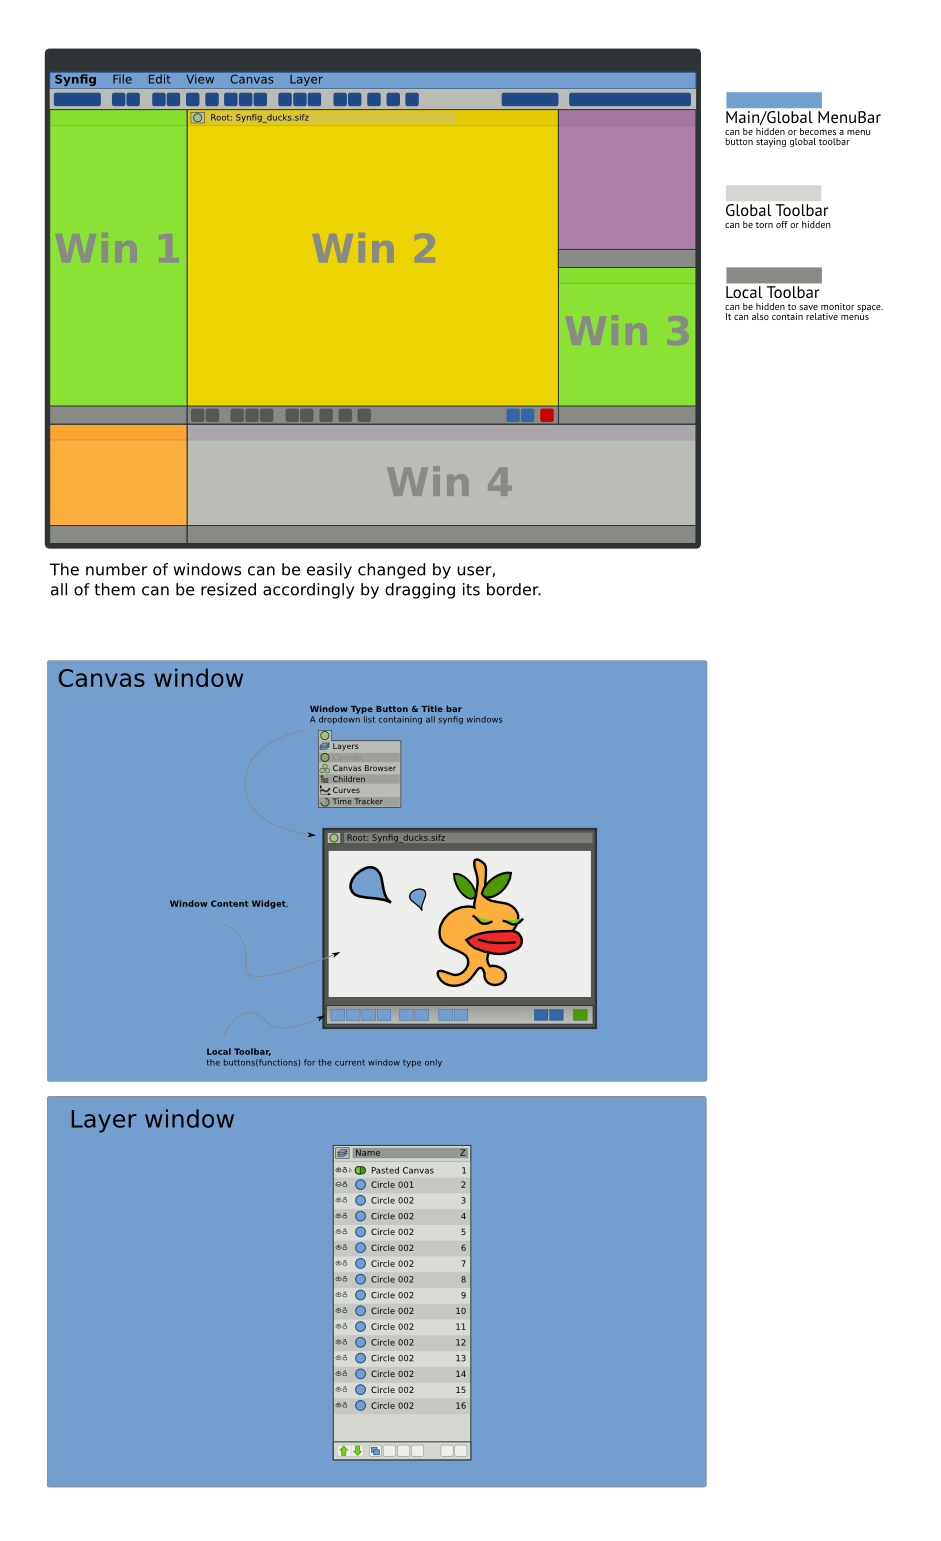 Synfig File Edit View Canvas Layer
Root: Synfig_ducks.sifz
Win 1
Win 2
Win 3
Win 4
Main/Global MenuBar
can be hidden or becomes a menu
button staying global toolbar
Global Toolbar
can be torn off or hidden
Local Toolbar
can be hidden to save monitor space.
It can also contain relative menus
The number of windows can be easily changed by user,
all of them can be resized accordingly by dragging its border.
Canvas window
Window Type Button & Title bar
A dropdown list containing all synfig windows
Layers
Canvas
Canvas Browser
Children
Curves
Time Tracker
Root: Synfig_ducks.sifz
Window Content Widget,
Local Toolbar,
the buttons(functions) for the current window type only
Layer window
Name Z
Pasted Canvas 1
Circle 001 2
Circle 002 3
Circle 002 4
Circle 002 5
Circle 002 6
Circle 002 7
Circle 002 8
Circle 002 9
Circle 002 10
Circle 002 11
Circle 002 12
Circle 002 13
Circle 002 14
Circle 002 15
Circle 002 16